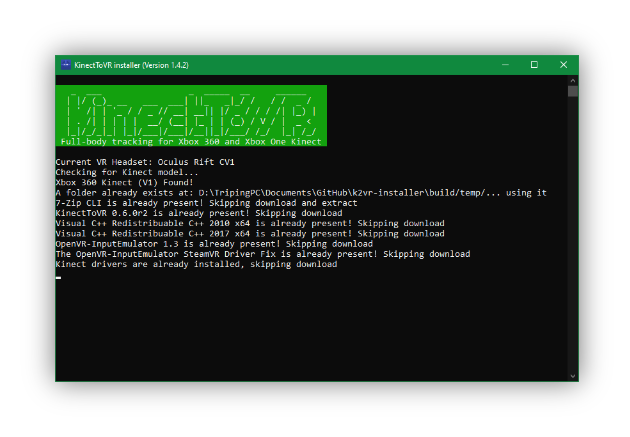 KinectToVR installer (Version 1.4.2)
KinectToVR
Full-body tracking for Xbox 360 and Xbox One Kinect
Current VR Headset: Oculus Rift CV1
Checking for Kinect model...
Xbox 360 Kinect (V1) Found!
A folder already exists at: D:\TripingPC\Documents\GitHub\k2vr-installer\build/temp/... using it
7-Zip CLI is already present! Skipping download and extract
KinectToVR 0.6.0r2 is already present! Skipping download
Visual C++ Redistribuable C++ 2010 x64 is already present! Skipping download
Visual C++ Redistribuable C++ 2017 x64 is already present! Skipping download
OpenVR-InputEmulator 1.3 is already present! Skipping download
The OpenVR-InputEmulator SteamVR Driver Fix is already present! Skipping download
Kinect drivers are already installed, skipping download